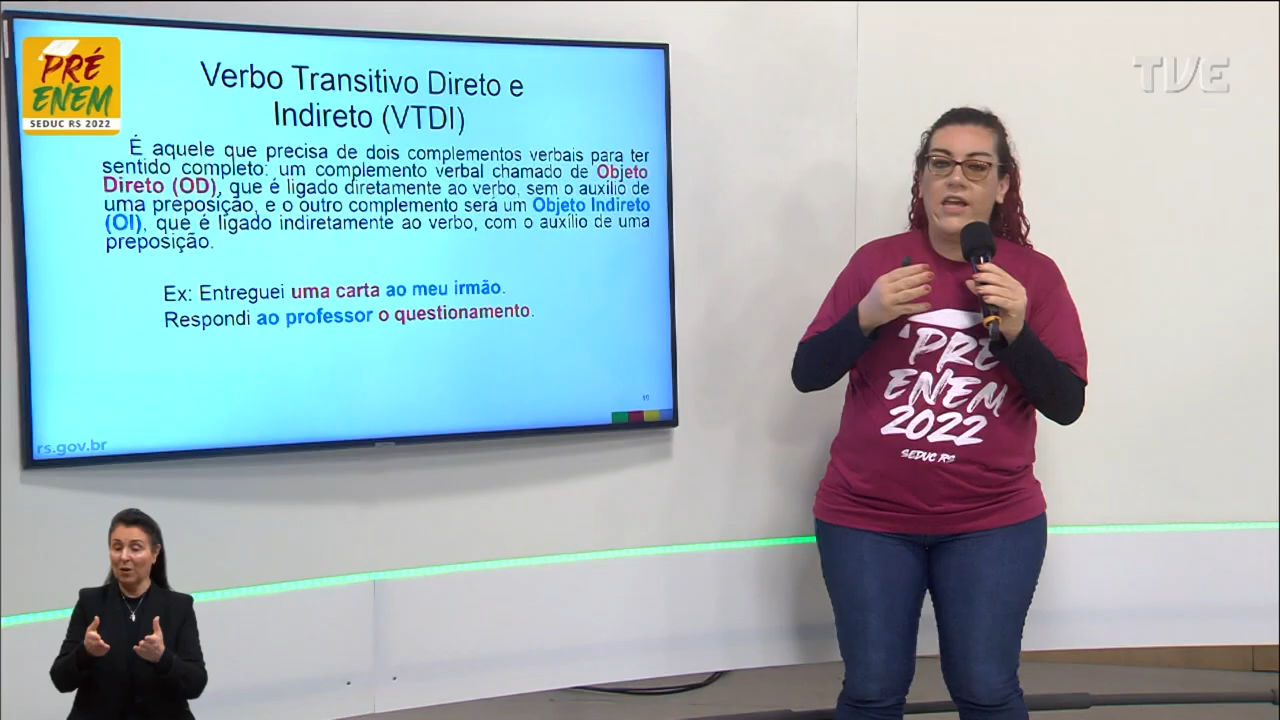 PRÉ
ENEM
SEDUC RS 2022
Verbo Transitivo Direto e
Indireto (VTDI)
É aquele que precisa de dois complementos verbais para ter
sentido completo: um complemento verbal chamado de Objeto
Direto (OD), que é ligado diretamente ao verbo, sem o auxílio de
uma preposição, e o outro complemento será um Objeto Indireto
(OI), que é ligado indiretamente ao verbo, com o auxílio de uma
preposição.
Ex: Entreguei uma carta ao meu irmão.
Respondi ao professor o questionamento.
rs.gov.br
TVE
PRÉ
ENEM
2022
SEDUC RS